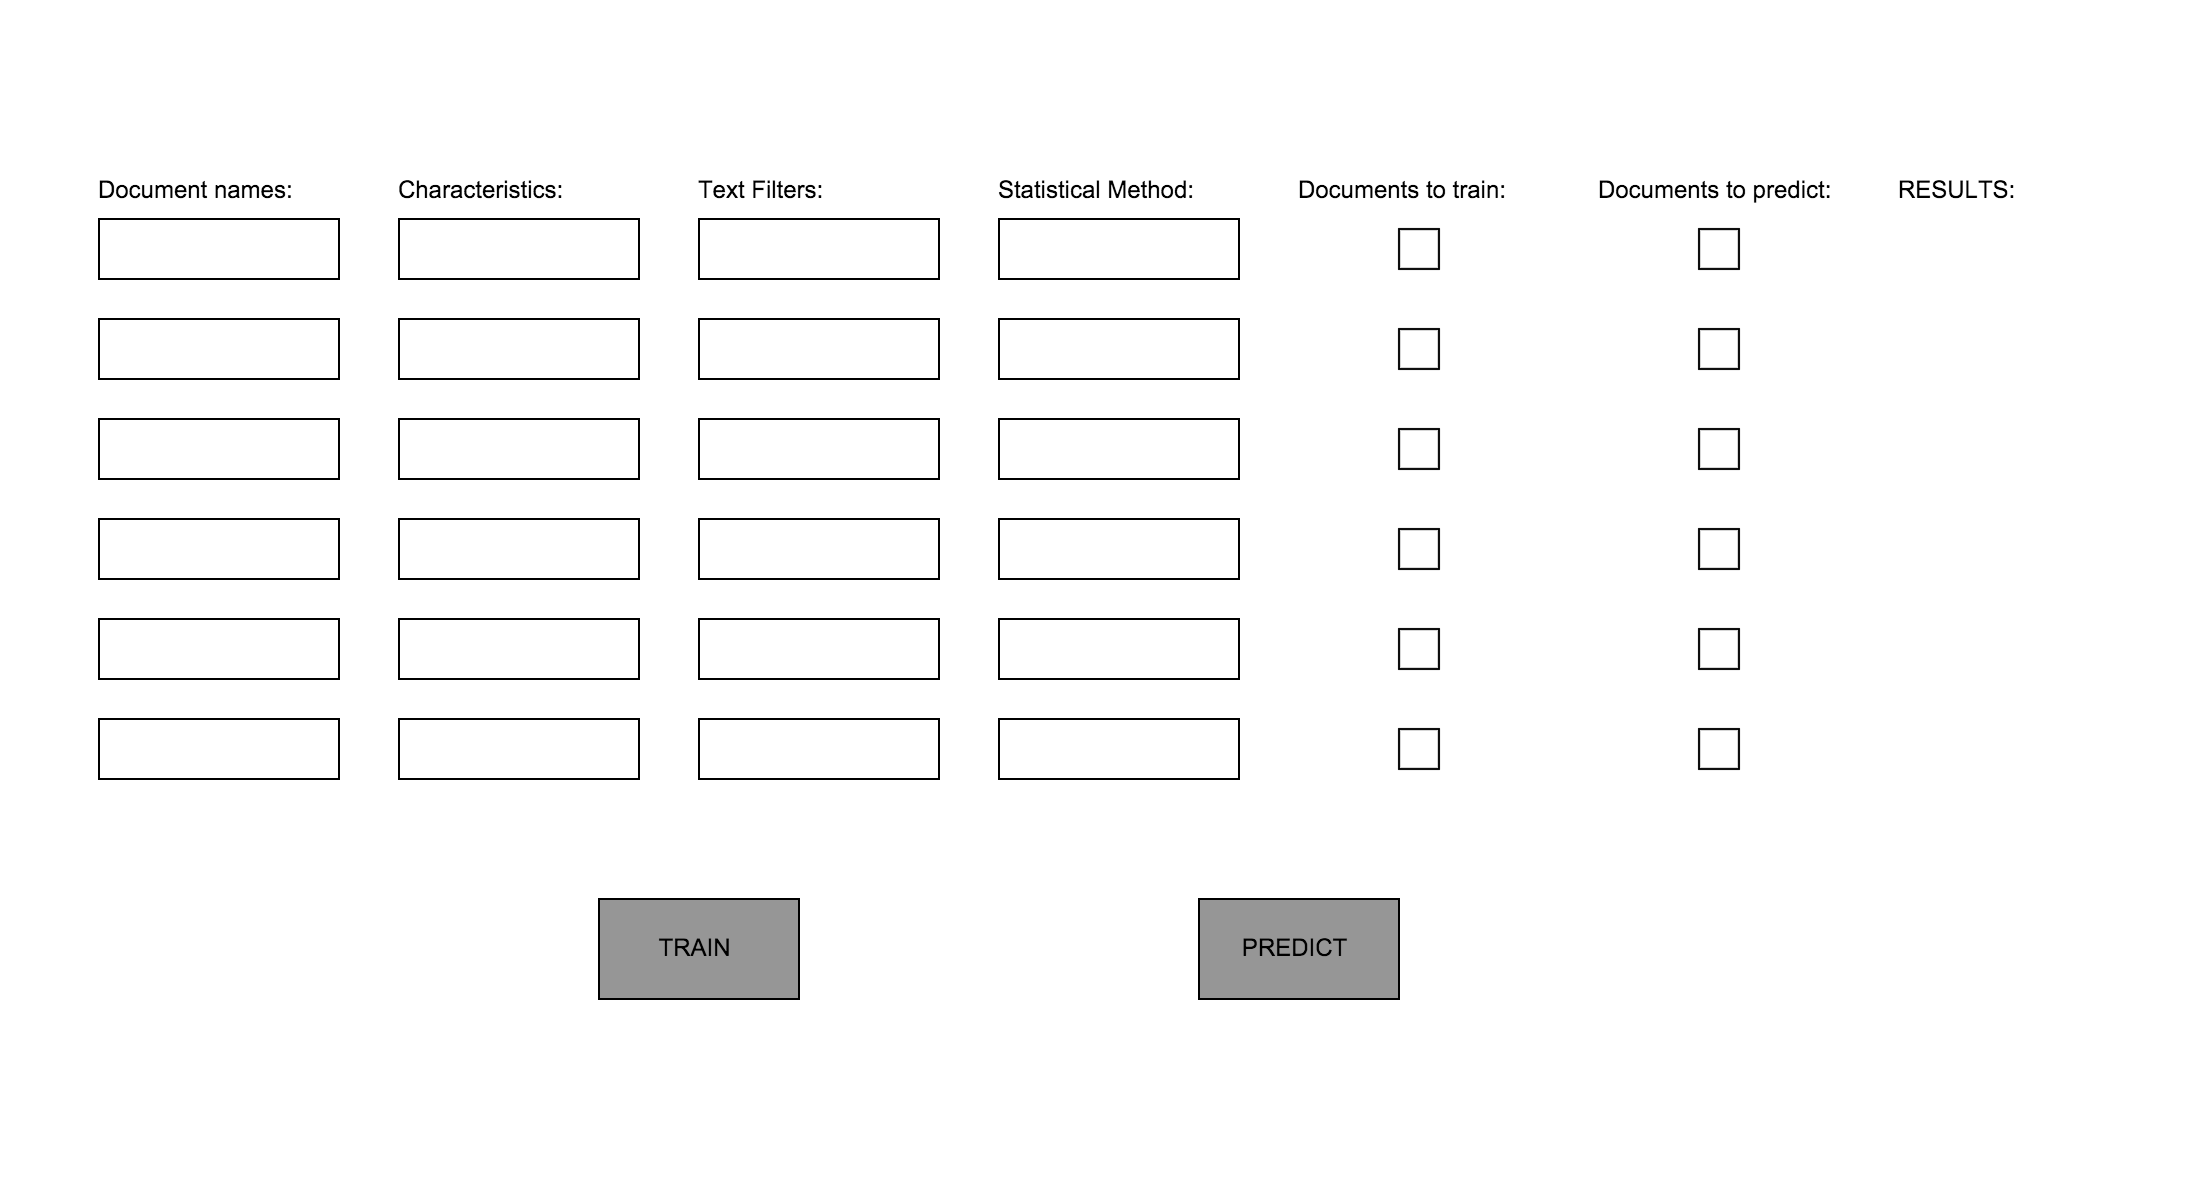 Document names:
Characteristics:
Text Filters:
Statistical Method:
Documents to train:
Documents to predict:
RESULTS:
TRAIN
PREDICT